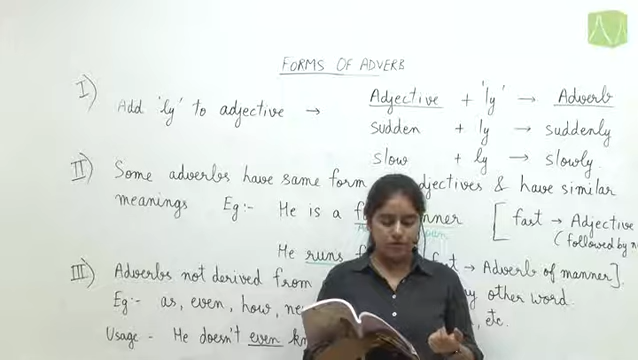 FORMS OF ADVERB
I) Add 'ly' to adjective → Adjective + 'ly' → Adverb
sudden + ly → suddenly
slow + ly → slowly.
II) Some adverbs have same form adjectives & have similar
meanings Eg:- He is a [ fast → Adjective
(followed by
He runs → Adverb of manner].
III) Adverbs not derived from any other word.
Eg:- as, even, how, etc.
Usage - He doesn't even